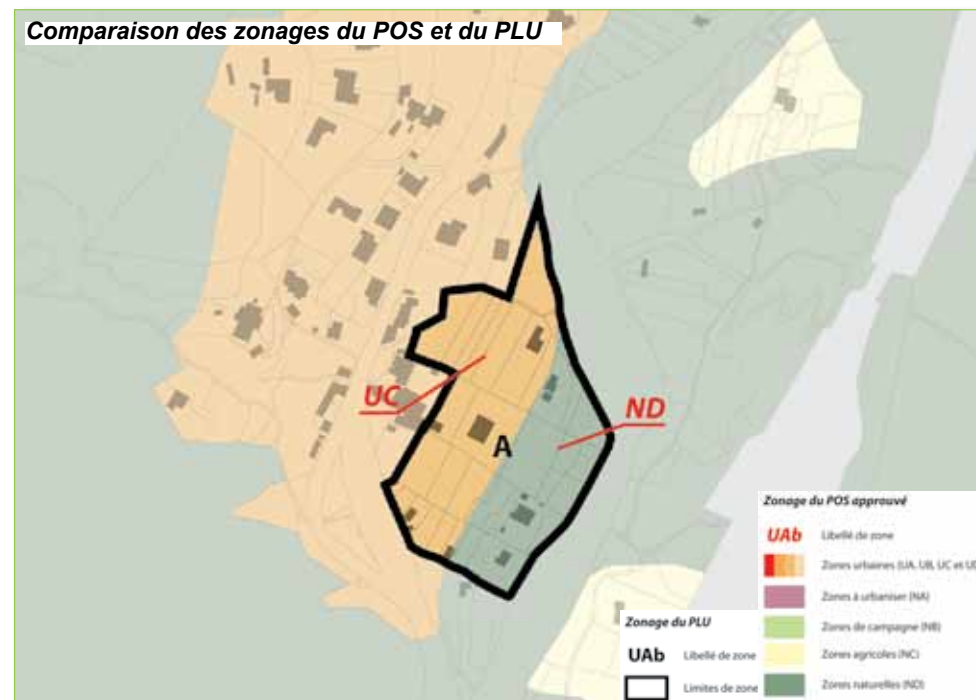 Comparaison des zonages du POS et du PLU
UC
ND
A
Zonage du POS approuvé
UAb Libellé de zone
Zones urbaines (UA, UB, UC et UD
Zones à urbaniser (NA)
Zones de campagne (NB)
Zones agricoles (NC)
Zones naturelles (ND)
Zonage du PLU
UAb Libellé de zone
Limites de zone